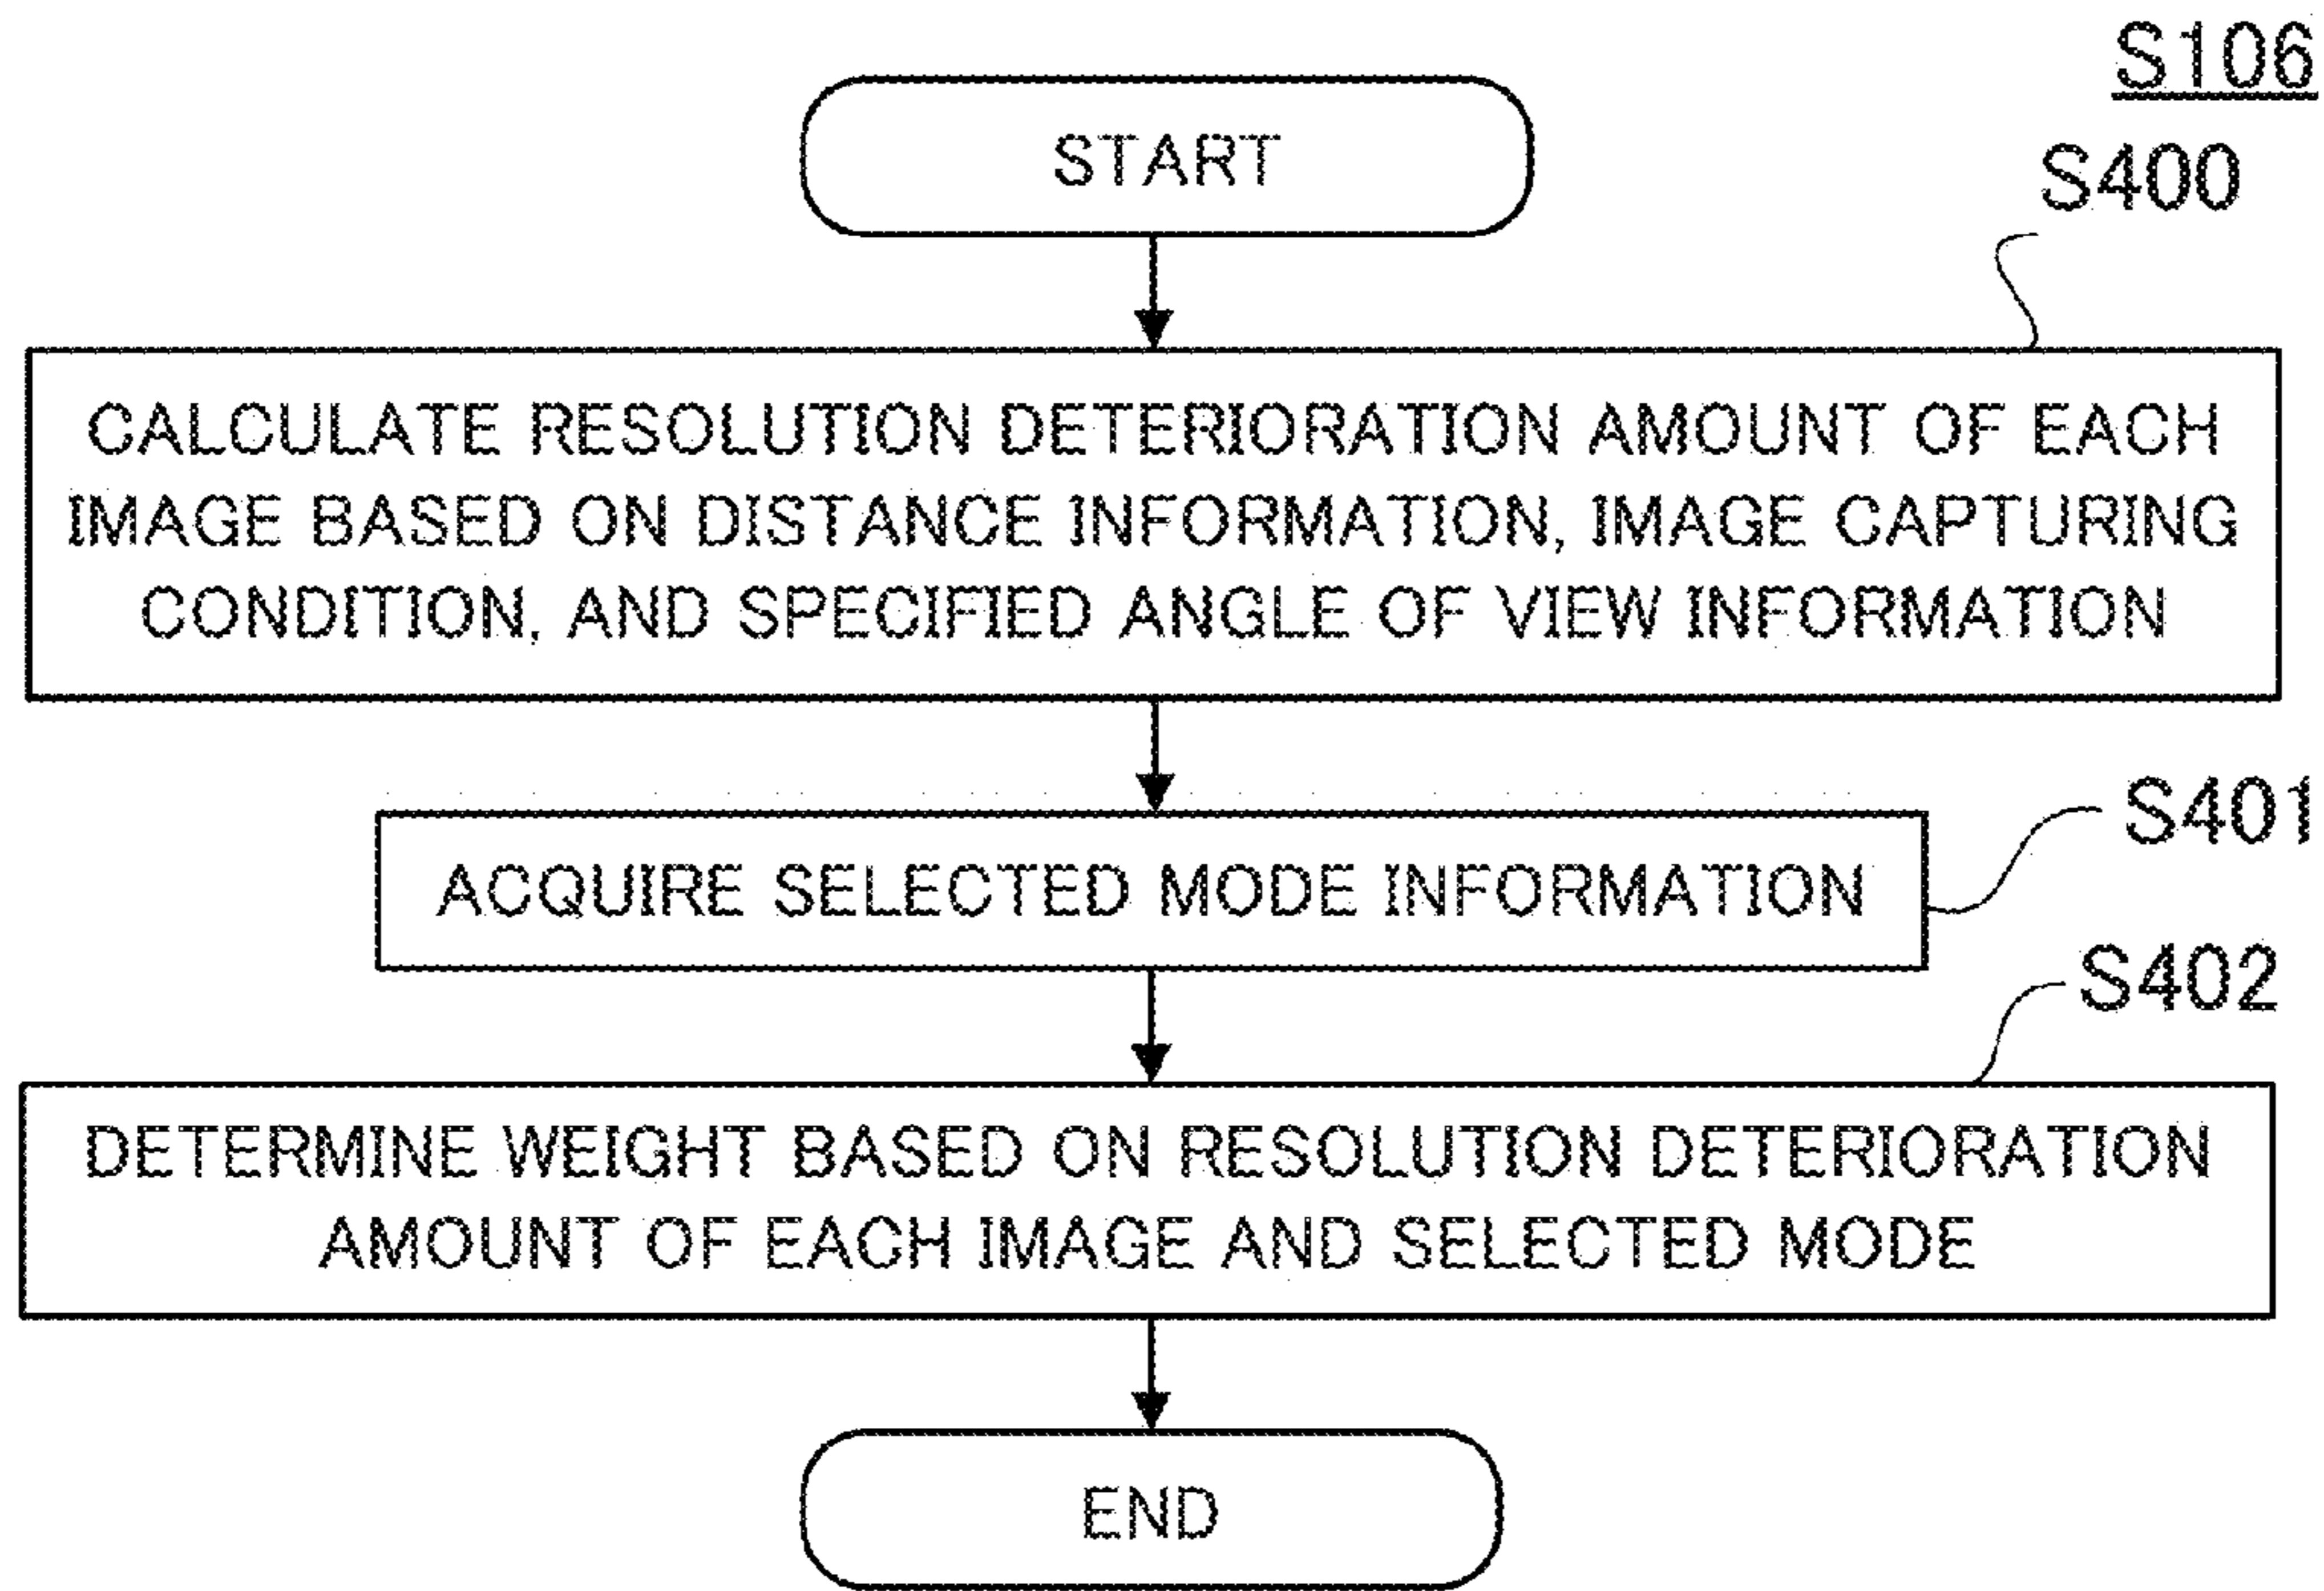 S106
START
S400
CALCULATE RESOLUTION DETERIORATION AMOUNT OF EACH
IMAGE BASED ON DISTANCE INFORMATION, IMAGE CAPTURING
CONDITION, AND SPECIFIED ANGLE OF VIEW INFORMATION
S401
ACQUIRE SELECTED MODE INFORMATION
S402
DETERMINE WEIGHT BASED ON RESOLUTION DETERIORATION
AMOUNT OF EACH IMAGE AND SELECTED MODE
END